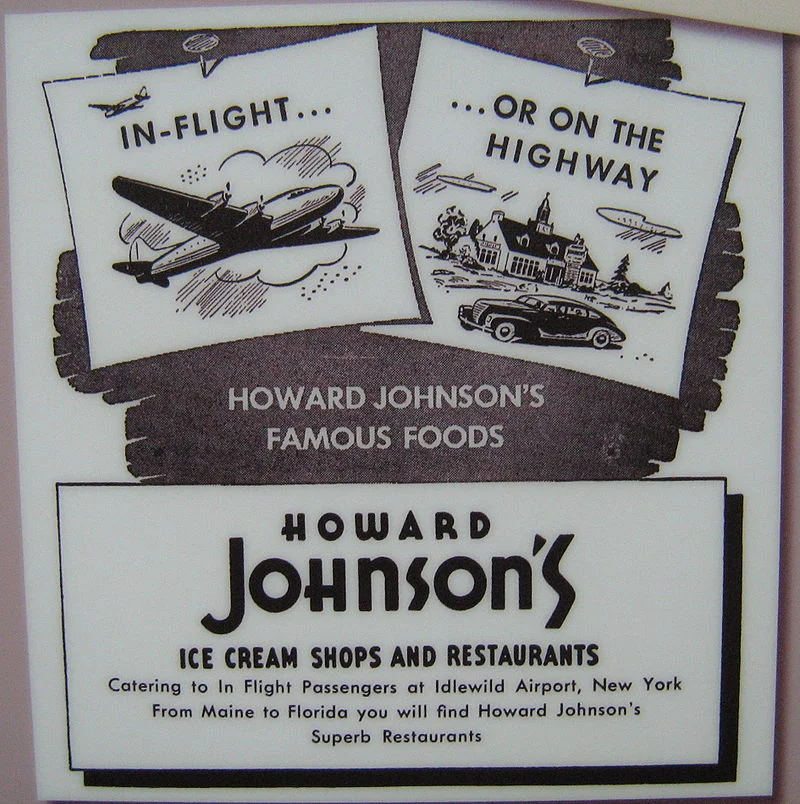 IN-FLIGHT...
...OR ON THE
HIGHWAY
HOWARD JOHNSON'S
FAMOUS FOODS
HOWARD
JOHNSON'S
ICE CREAM SHOPS AND RESTAURANTS
Catering to In Flight Passengers at Idlewild Airport, New York
From Maine to Florida you will find Howard Johnson's
Superb Restaurants